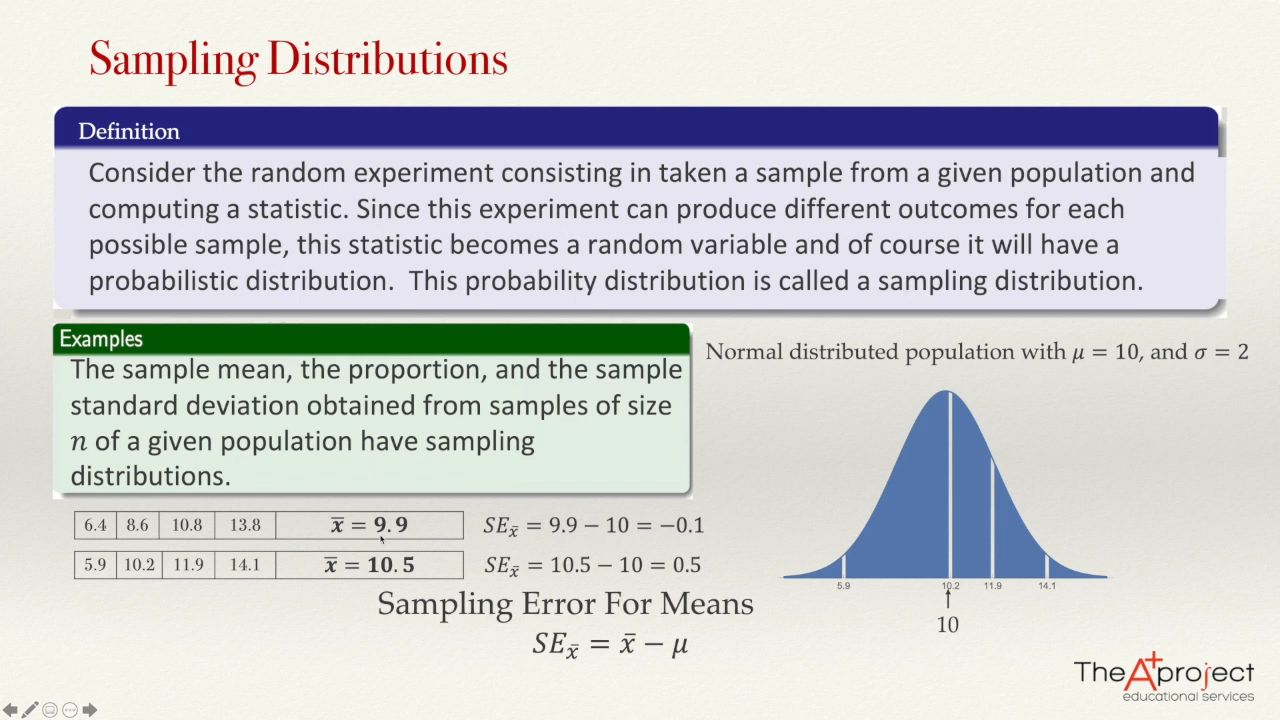 Sampling Distributions
Definition
Consider the random experiment consisting in taken a sample from a given population and
computing a statistic. Since this experiment can produce different outcomes for each
possible sample, this statistic becomes a random variable and of course it will have a
probabilistic distribution.  This probability distribution is called a sampling distribution.
Examples
The sample mean, the proportion, and the sample
standard deviation obtained from samples of size
n of a given population have sampling
distributions.
Normal distributed population with μ = 10, and σ = 2
5.9 10.2 11.9 14.1
10
6.4 8.6 10.8 13.8 x̄ = 9.9 SE_x̄ = 9.9 − 10 = −0.1
5.9 10.2 11.9 14.1 x̄ = 10.5 SE_x̄ = 10.5 − 10 = 0.5
Sampling Error For Means
SE_x̄ = x̄ − μ
The A+ project
educational services